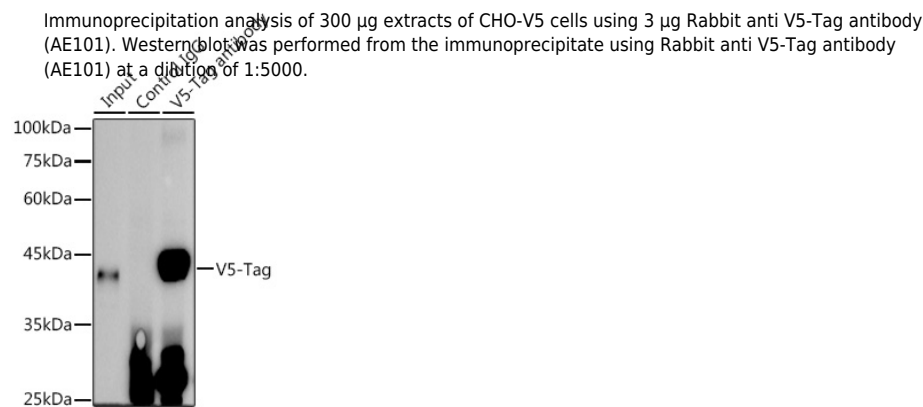 Immunoprecipitation analysis of 300 μg extracts of CHO-V5 cells using 3 μg Rabbit anti V5-Tag antibody
(AE101). Western blot was performed from the immunoprecipitate using Rabbit anti V5-Tag antibody
(AE101) at a dilution of 1:5000.
Input
Control IgG
V5-Tag antibody
100kDa
75kDa
60kDa
45kDa
V5-Tag
35kDa
25kDa